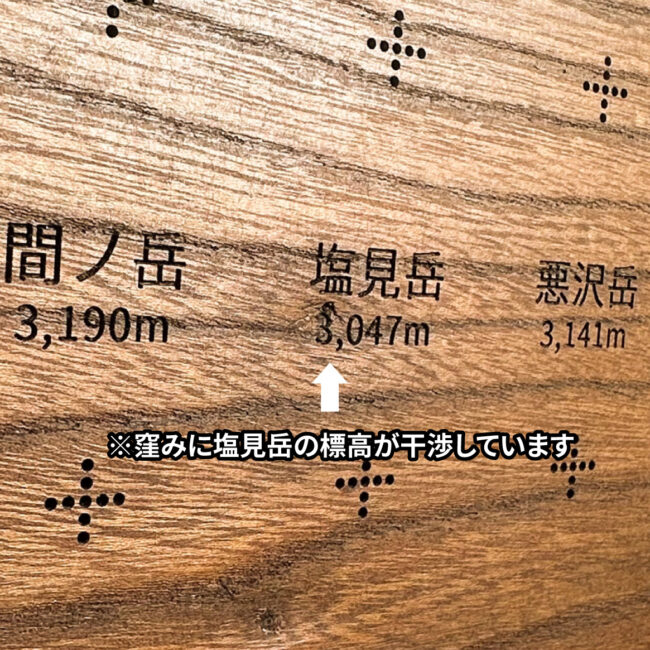 間ノ岳 塩見岳 悪沢岳
3,190m 3,047m 3,141m
※窪みに塩見岳の標高が干渉しています